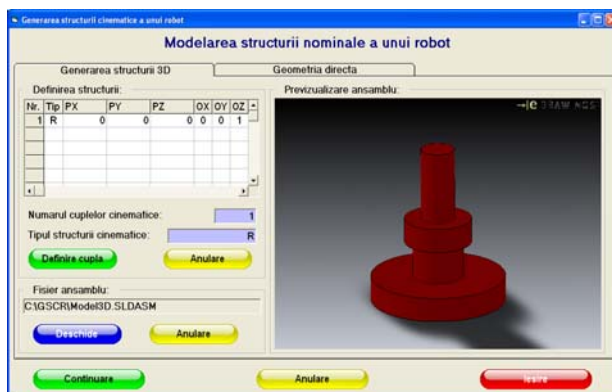 Generarea structurii cinematice a unui robot
Modelarea structurii nominale a unui robot
Generarea structurii 3D
Geometria directa
Definirea structurii:
Nr. Tip PX PY PZ OX OY OZ
1 R 0 0 0 0 0 1
Numarul cuplelor cinematice: 1
Tipul structurii cinematice: R
Definire cupla
Anulare
Fisier ansamblu:
C:\GSCR\Model3D.SLDASM
Deschide
Anulare
Previzualizare ansamblu:
Continuare
Anulare
Iesire